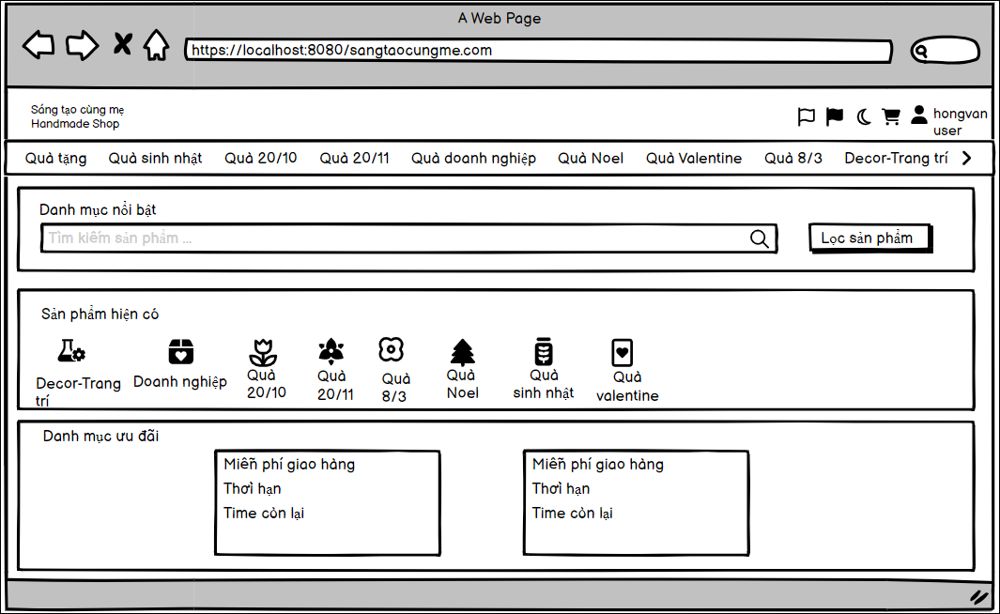 A Web Page
https://localhost:8080/sangtaocungme.com
Sáng tạo cùng mẹ
Handmade Shop
hongvan
user
Quà tặng Quà sinh nhật Quà 20/10 Quà 20/11 Quà doanh nghiệp Quà Noel Quà Valentine Quà 8/3 Decor-Trang trí
Danh mục nổi bật
Tìm kiếm sản phẩm ...
Lọc sản phẩm
Sản phẩm hiện có
Decor-Trang
trí
Doanh nghiệp
Quà
20/10
Quà
20/11
Quà
8/3
Quà
Noel
Quà
sinh nhật
Quà
valentine
Danh mục ưu đãi
Miễn phí giao hàng
Thời hạn
Time còn lại
Miễn phí giao hàng
Thời hạn
Time còn lại